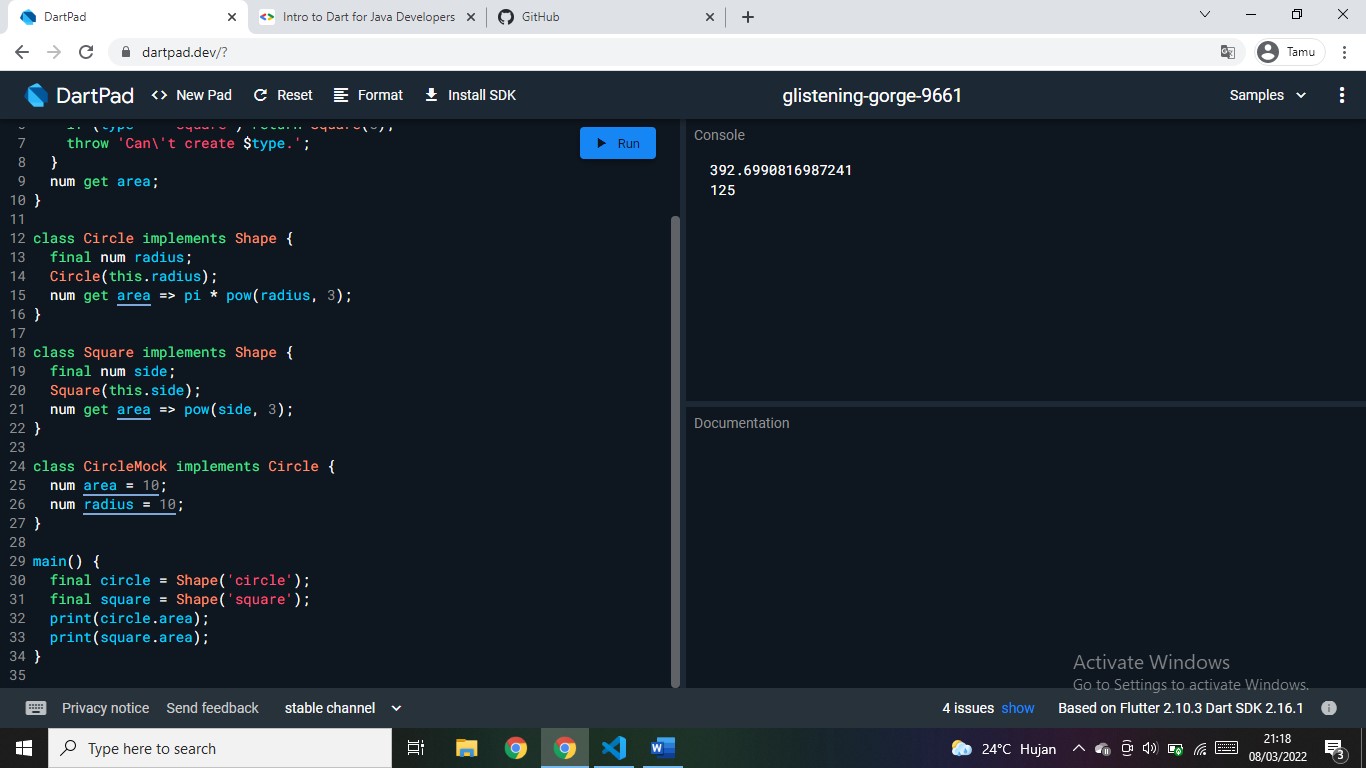 DartPad
Intro to Dart for Java Developers
GitHub
dartpad.dev/?
Tamu
DartPad
<> New Pad
Reset
Format
Install SDK
glistening-gorge-9661
Samples
7 throw 'Can\'t create $type.';
8 }
9 num get area;
10 }
11
12 class Circle implements Shape {
13 final num radius;
14 Circle(this.radius);
15 num get area => pi * pow(radius, 3);
16 }
17
18 class Square implements Shape {
19 final num side;
20 Square(this.side);
21 num get area => pow(side, 3);
22 }
23
24 class CircleMock implements Circle {
25 num area = 10;
26 num radius = 10;
27 }
28
29 main() {
30 final circle = Shape('circle');
31 final square = Shape('square');
32 print(circle.area);
33 print(square.area);
34 }
35
Run
Console
392.6990816987241
125
Documentation
Activate Windows
Go to Settings to activate Windows.
Privacy notice
Send feedback
stable channel
4 issues show
Based on Flutter 2.10.3 Dart SDK 2.16.1
Type here to search
24°C Hujan
21:18
08/03/2022
3